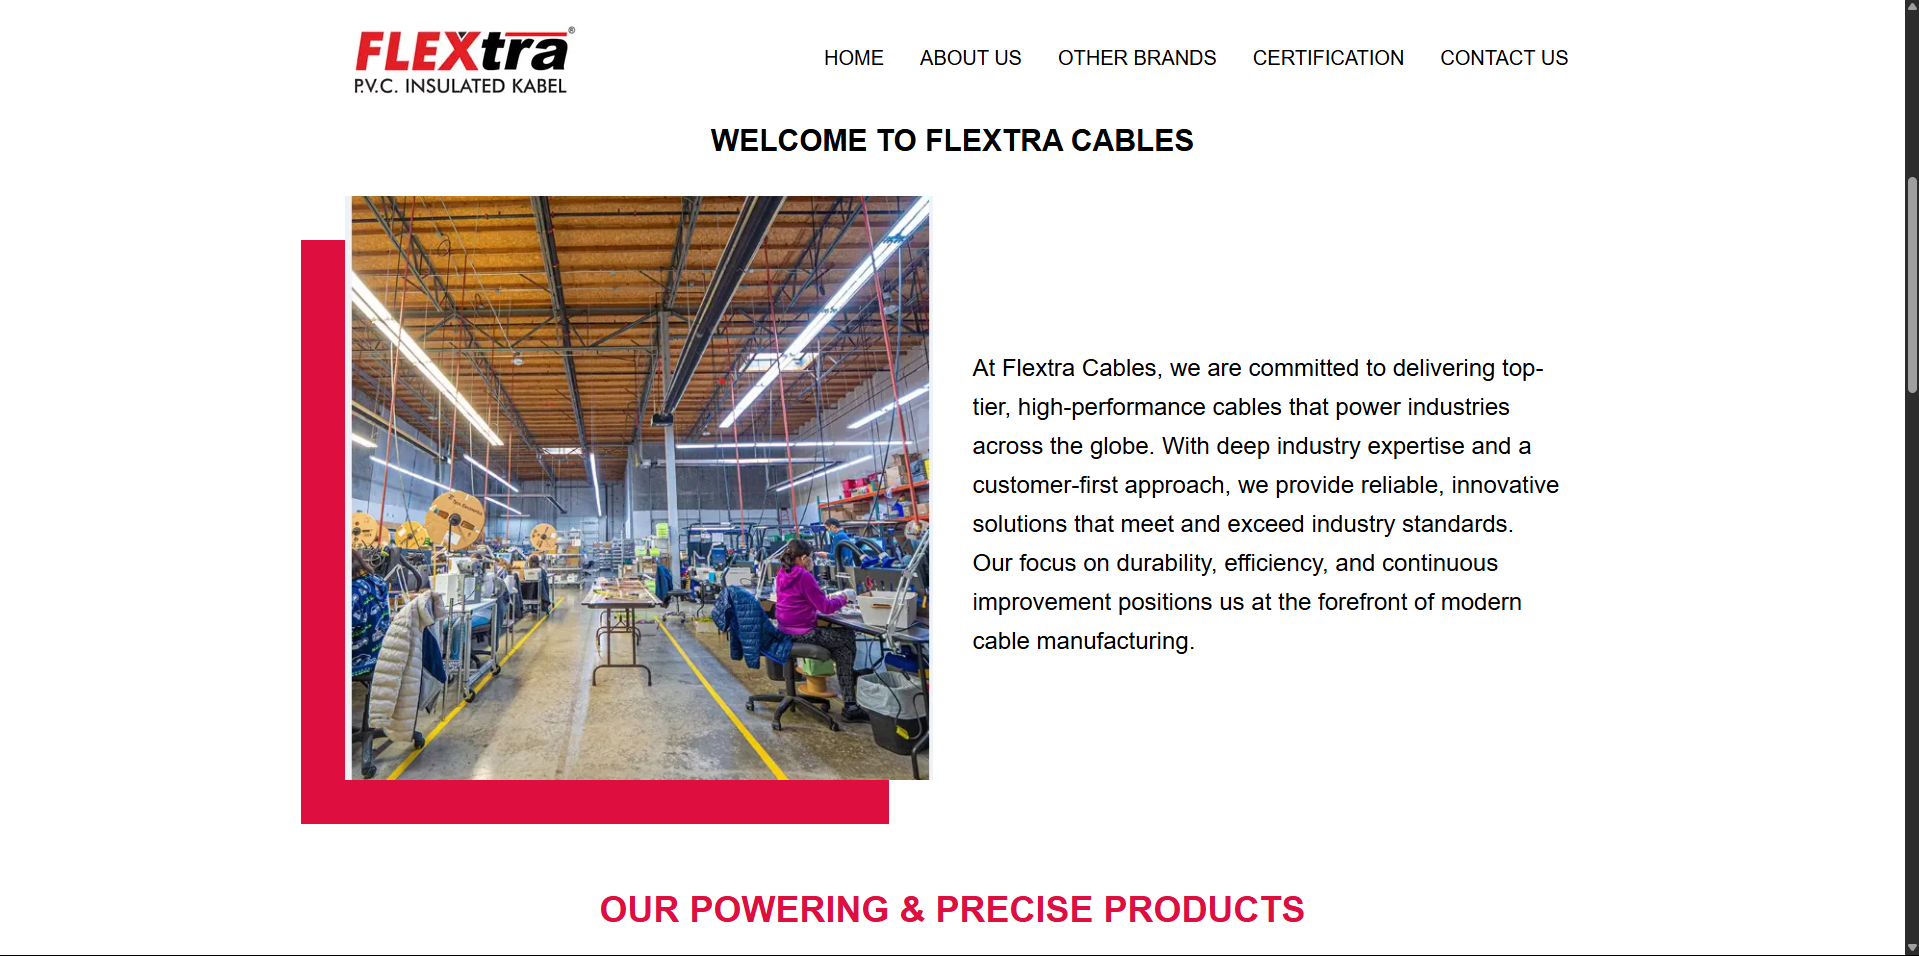 FLEXtra®
P.V.C. INSULATED KABEL
HOME
ABOUT US
OTHER BRANDS
CERTIFICATION
CONTACT US
WELCOME TO FLEXTRA CABLES
At Flextra Cables, we are committed to delivering top-
tier, high-performance cables that power industries
across the globe. With deep industry expertise and a
customer-first approach, we provide reliable, innovative
solutions that meet and exceed industry standards.
Our focus on durability, efficiency, and continuous
improvement positions us at the forefront of modern
cable manufacturing.
OUR POWERING & PRECISE PRODUCTS